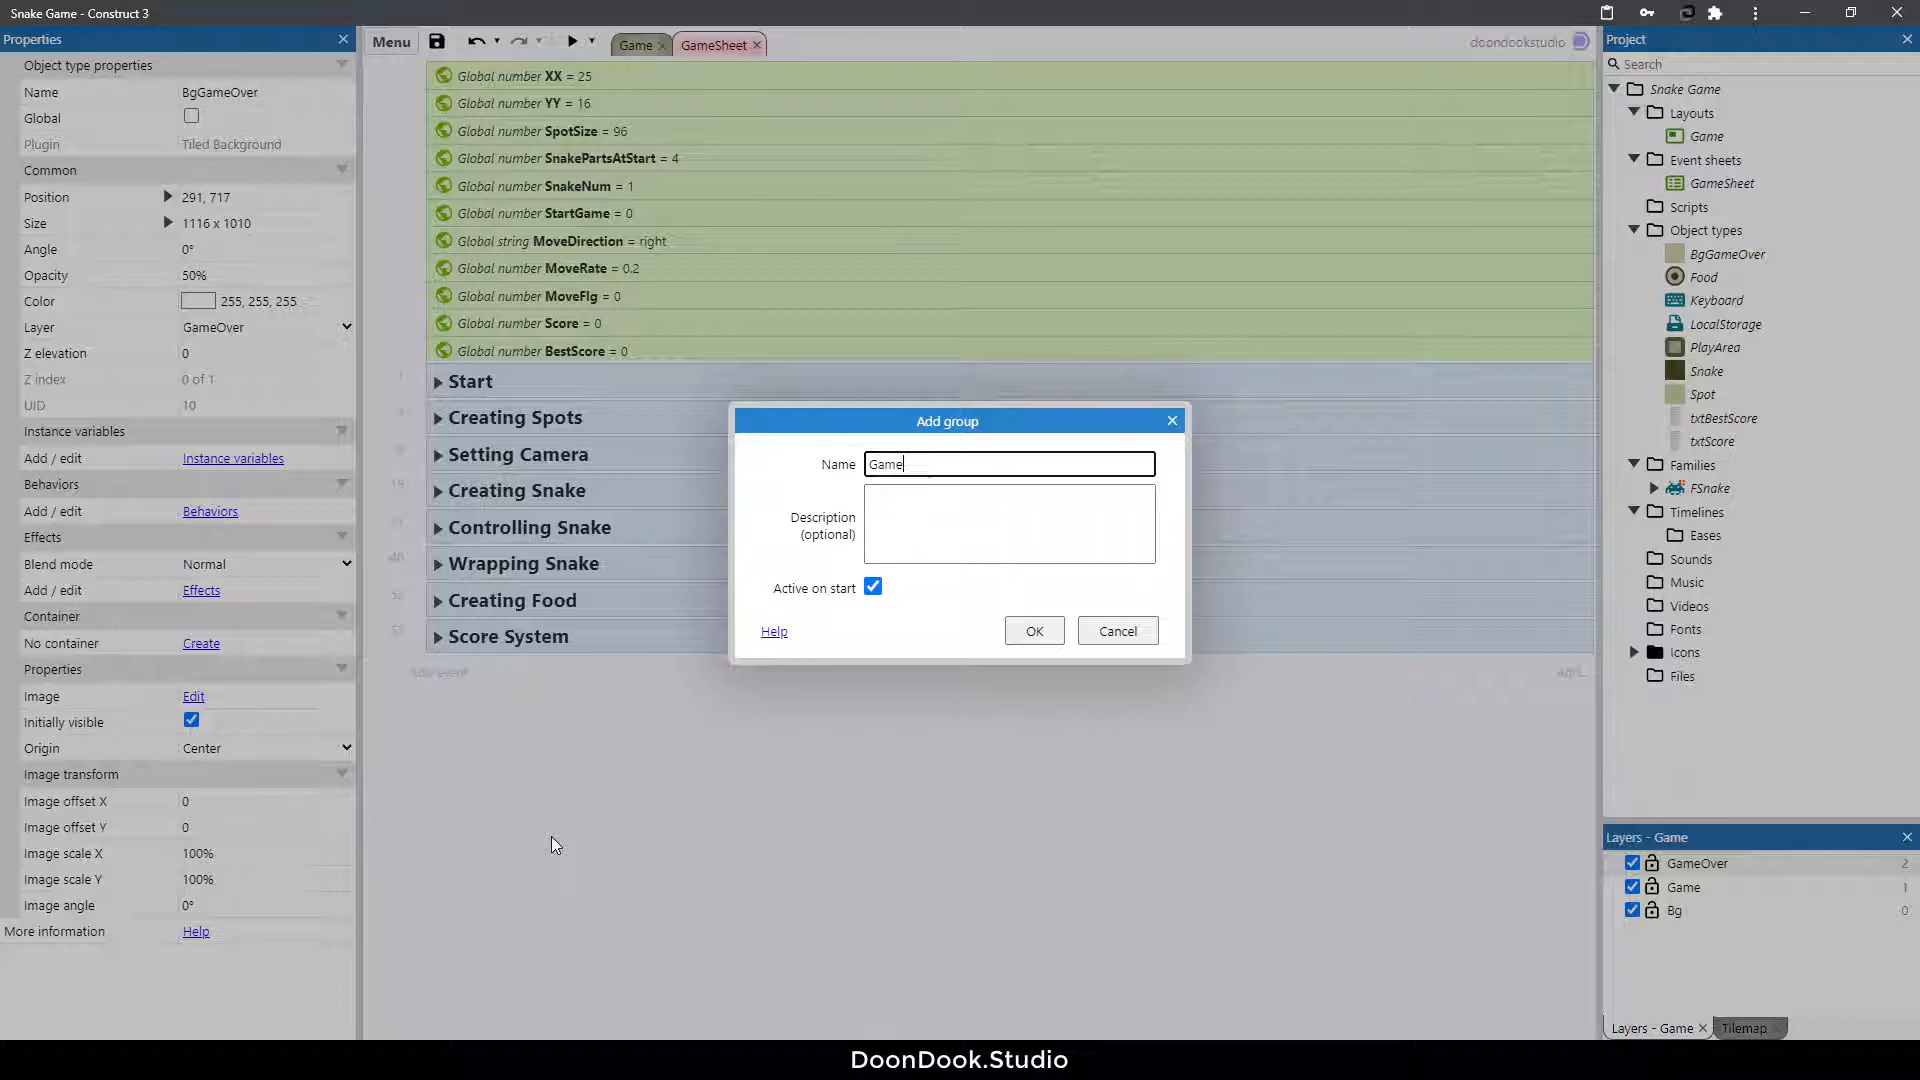 Snake Game - Construct 3
Properties
Object type properties
Name BgGameOver
Global
Plugin Tiled Background
Common
Position 291, 717
Size 1116 x 1010
Angle 0°
Opacity 50%
Color 255, 255, 255
Layer GameOver
Z elevation 0
Z index 0 of 1
UID 10
Instance variables
Add / edit Instance variables
Behaviors
Add / edit Behaviors
Effects
Blend mode Normal
Add / edit Effects
Container
No container Create
Properties
Image Edit
Initially visible
Origin Center
Image transform
Image offset X 0
Image offset Y 0
Image scale X 100%
Image scale Y 100%
Image angle 0°
More information Help
Menu
Game
GameSheet
doondookstudio
Global number XX = 25
Global number YY = 16
Global number SpotSize = 96
Global number SnakePartsAtStart = 4
Global number SnakeNum = 1
Global number StartGame = 0
Global string MoveDirection = right
Global number MoveRate = 0.2
Global number MoveFlg = 0
Global number Score = 0
Global number BestScore = 0
Start
Creating Spots
Setting Camera
Creating Snake
Controlling Snake
Wrapping Snake
Creating Food
Score System
Add event
Add group
Name Game
Description
(optional)
Active on start
Help OK Cancel
Project
Search
Snake Game
Layouts
Game
Event sheets
GameSheet
Scripts
Object types
BgGameOver
Food
Keyboard
LocalStorage
PlayArea
Snake
Spot
txtBestScore
txtScore
Families
FSnake
Timelines
Eases
Sounds
Music
Videos
Fonts
Icons
Files
Layers - Game
GameOver 2
Game 1
Bg 0
Layers - Game
Tilemap
DoonDook.Studio